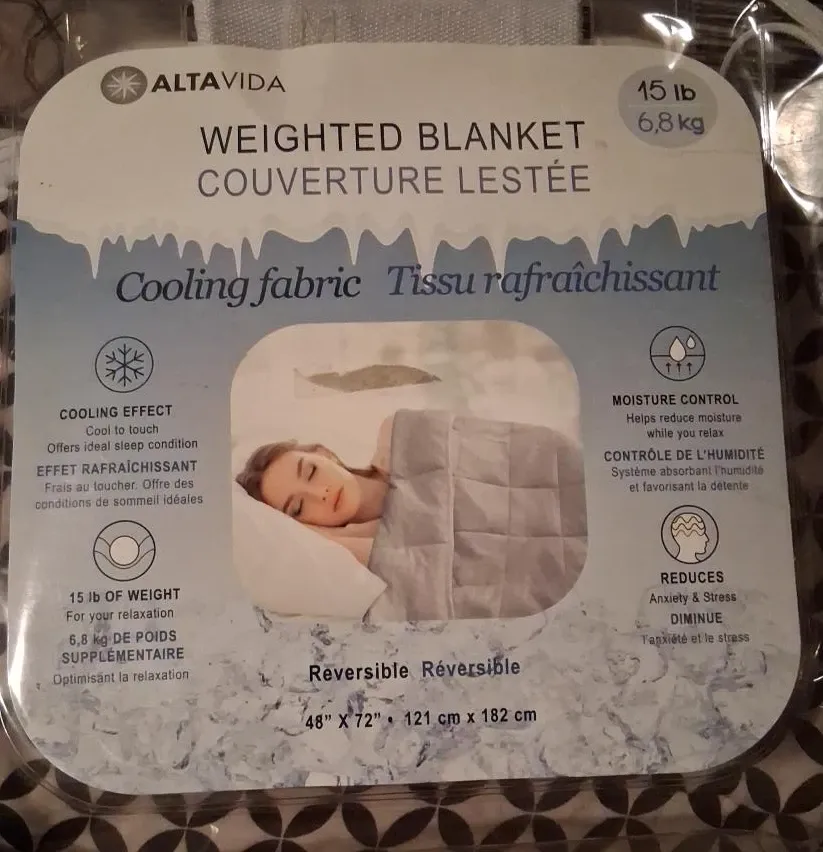 ALTAVIDA
15 lb
6,8 kg
WEIGHTED BLANKET
COUVERTURE LESTÉE
Cooling fabric Tissu rafraîchissant
COOLING EFFECT
Cool to touch
Offers ideal sleep condition
EFFET RAFRAÎCHISSANT
Frais au toucher. Offre des
conditions de sommeil idéales
15 lb OF WEIGHT
For your relaxation
6,8 kg DE POIDS
SUPPLÉMENTAIRE
Optimisant la relaxation
MOISTURE CONTROL
Helps reduce moisture
while you relax
CONTRÔLE DE L'HUMIDITÉ
Système absorbant l'humidité
et favorisant la détente
REDUCES
Anxiety & Stress
DIMINUE
l'anxiété et le stress
Reversible Réversible
48" X 72" • 121 cm x 182 cm